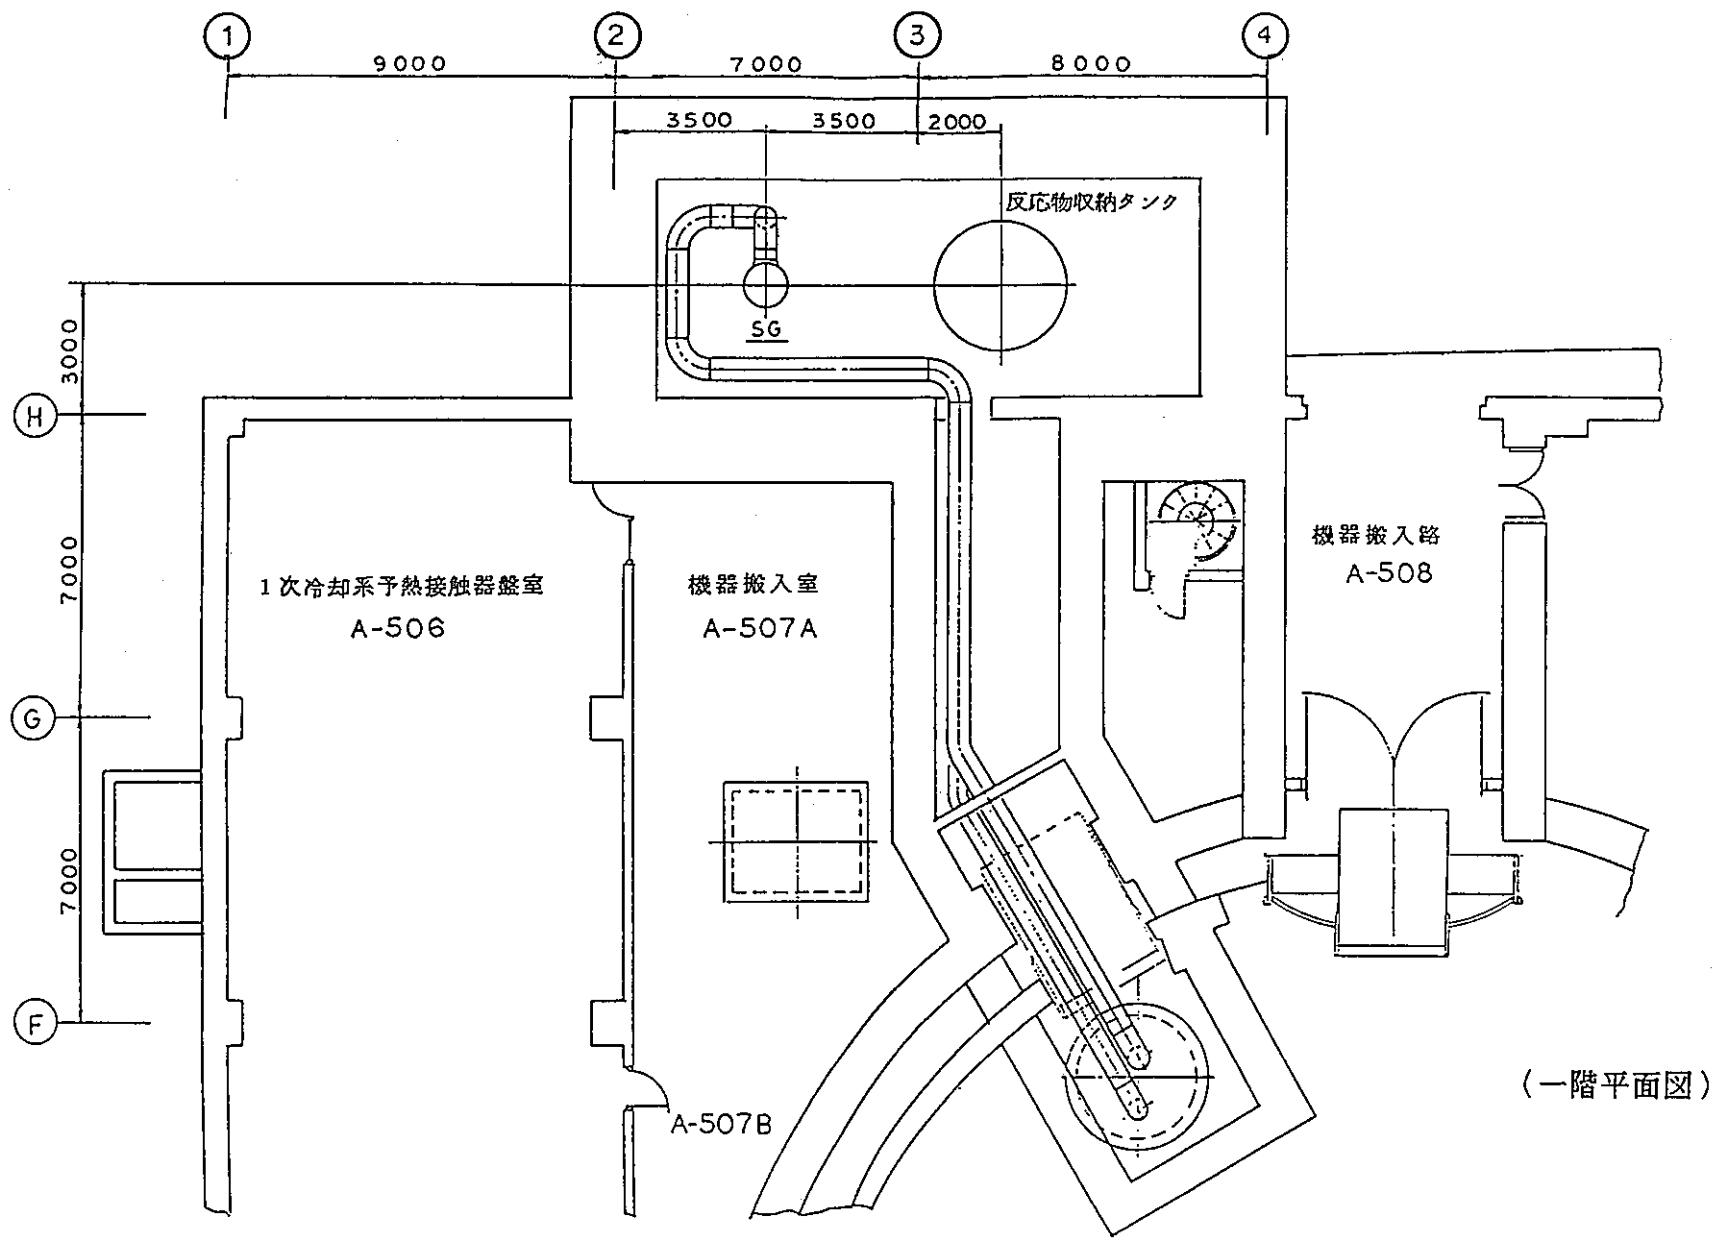 1
2
3
4
9000
7000
8000
3500
3500
2000
反応物収納タンク
SG
3000
H
7000
機器搬入路
A-508
1次冷却系予熱接触器盤室
A-506
機器搬入室
A-507A
G
7000
F
A-507B
(一階平面図)